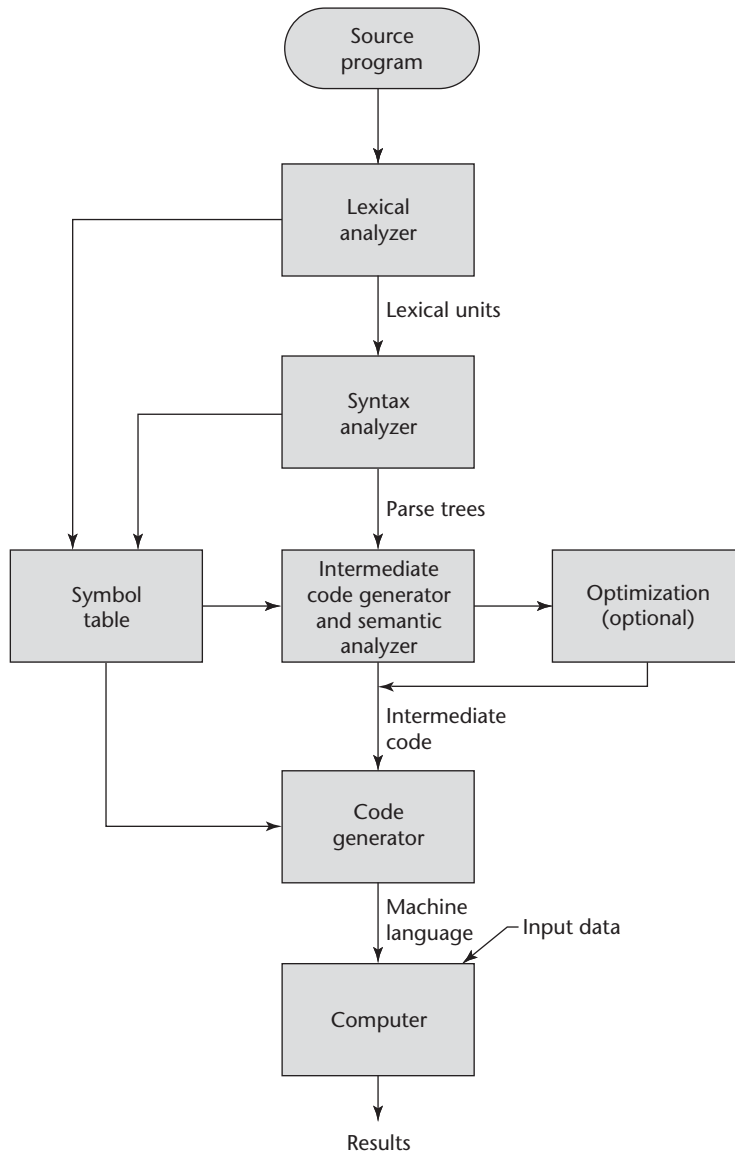 Source
program
Lexical
analyzer
Lexical units
Syntax
analyzer
Parse trees
Symbol
table
Intermediate
code generator
and semantic
analyzer
Optimization
(optional)
Intermediate
code
Code
generator
Machine
language
Input data
Computer
Results